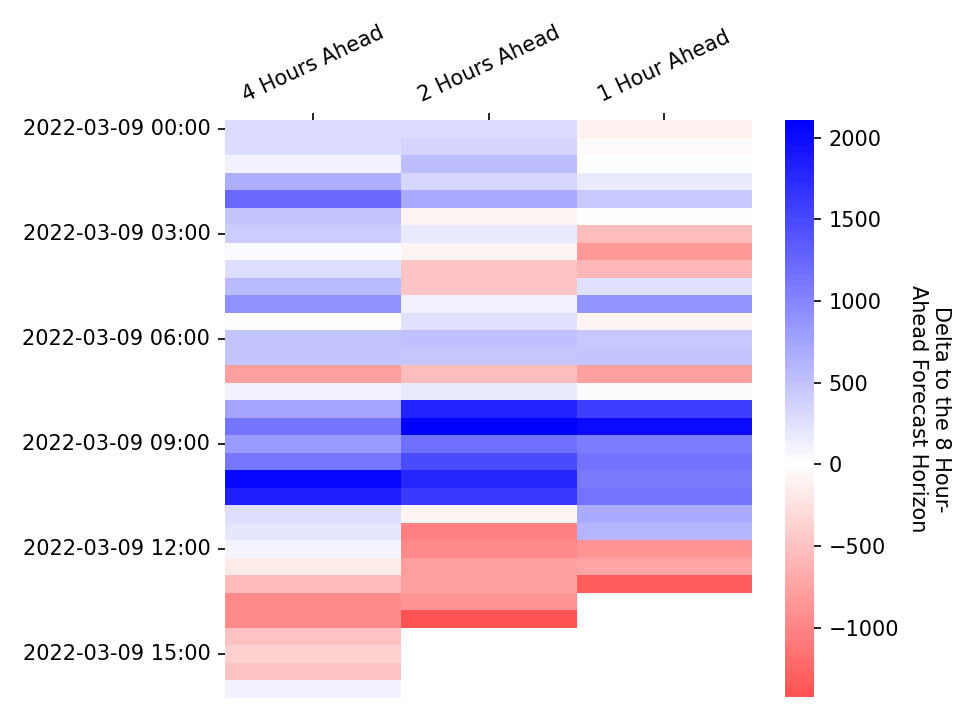 4 Hours Ahead
2 Hours Ahead
1 Hour Ahead
2022-03-09 00:00
2022-03-09 03:00
2022-03-09 06:00
2022-03-09 09:00
2022-03-09 12:00
2022-03-09 15:00
2000
1500
1000
500
0
−500
−1000
Delta to the 8 Hour-
Ahead Forecast Horizon